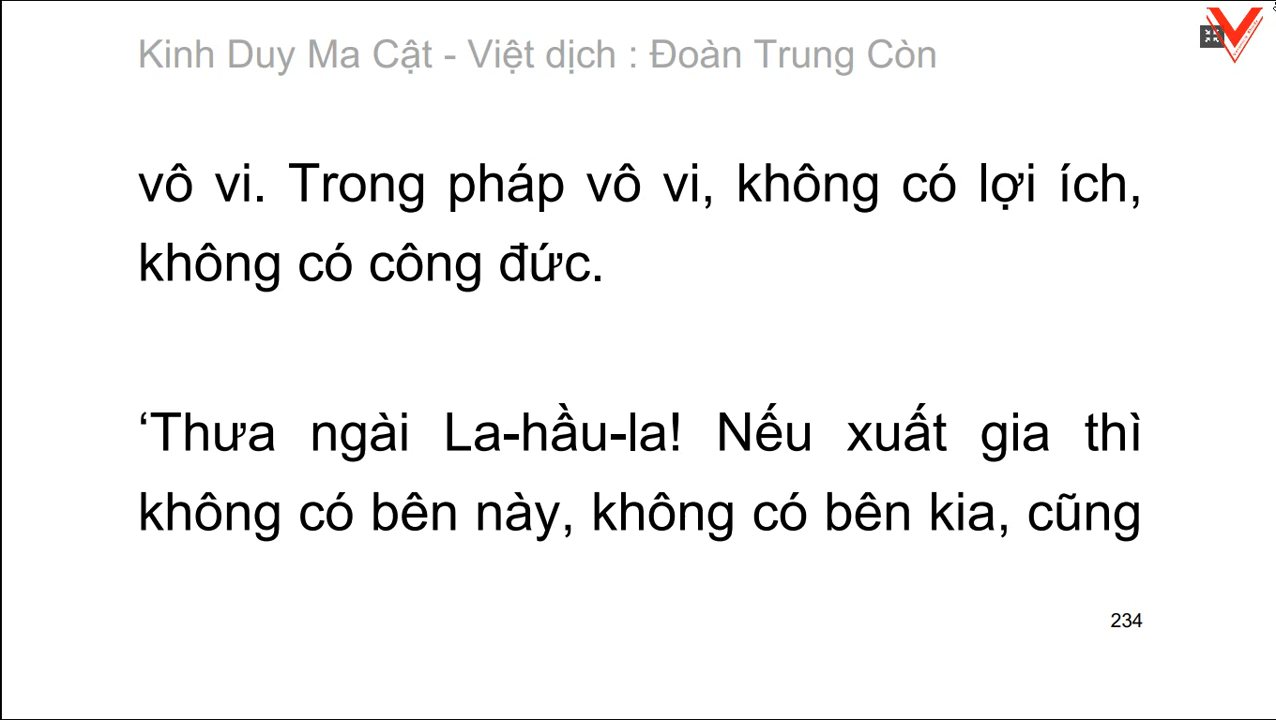 Kinh Duy Ma Cật - Việt dịch : Đoàn Trung Còn
vô vi. Trong pháp vô vi, không có lợi ích,
không có công đức.
‘Thưa ngài La-hầu-la! Nếu xuất gia thì
không có bên này, không có bên kia, cũng
234